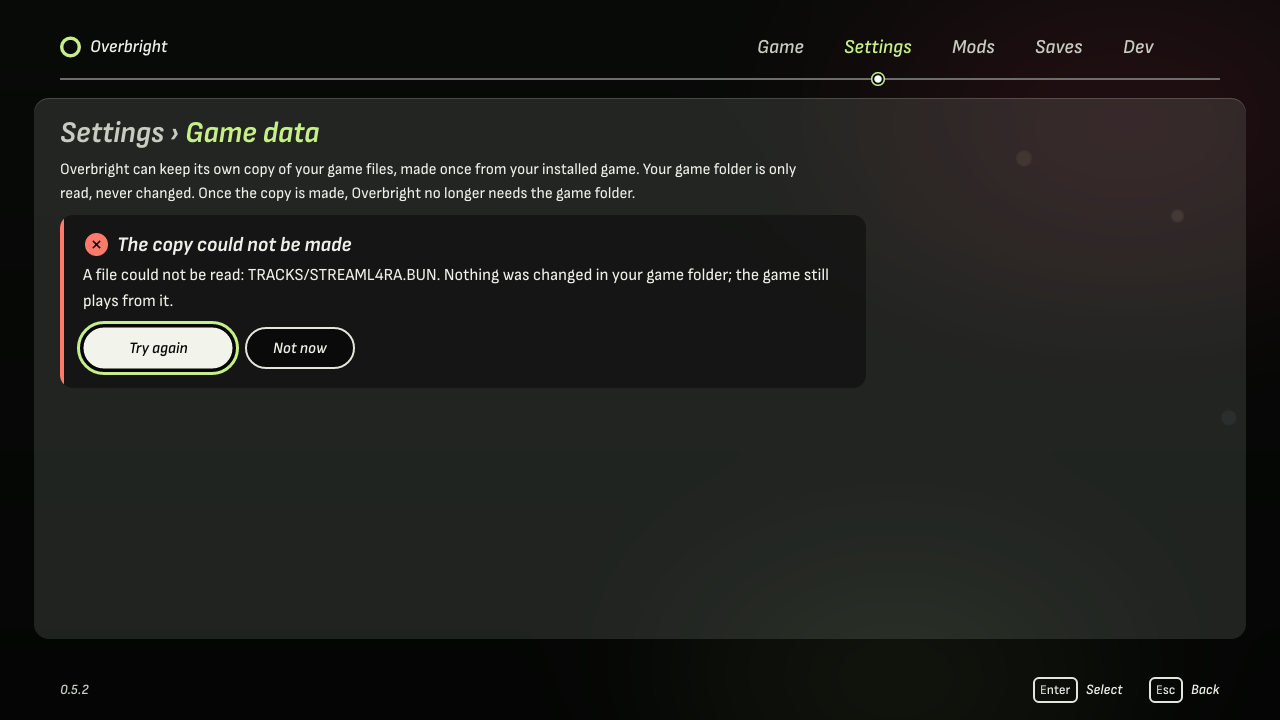 Overbright
Game Settings Mods Saves Dev
Settings › Game data
Overbright can keep its own copy of your game files, made once from your installed game. Your game folder is only
read, never changed. Once the copy is made, Overbright no longer needs the game folder.
The copy could not be made
A file could not be read: TRACKS/STREAML4RA.BUN. Nothing was changed in your game folder; the game still
plays from it.
Try again Not now
0.5.2
Enter Select Esc Back